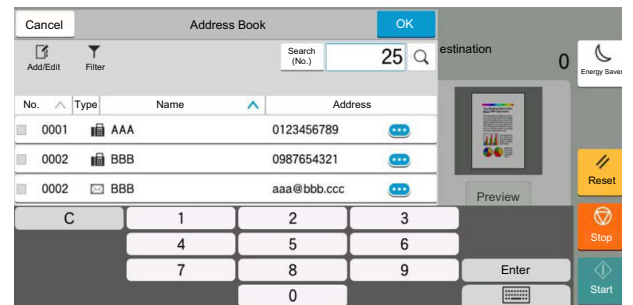 Cancel
Address Book
OK
Add/Edit
Filter
Search
(No.)
25
estination
0
Energy Saver
No.
Type
Name
Address
0001
AAA
0123456789
0002
BBB
0987654321
0002
BBB
aaa@bbb.ccc
Preview
Reset
C
1
2
3
Stop
4
5
6
7
8
9
Enter
Start
0